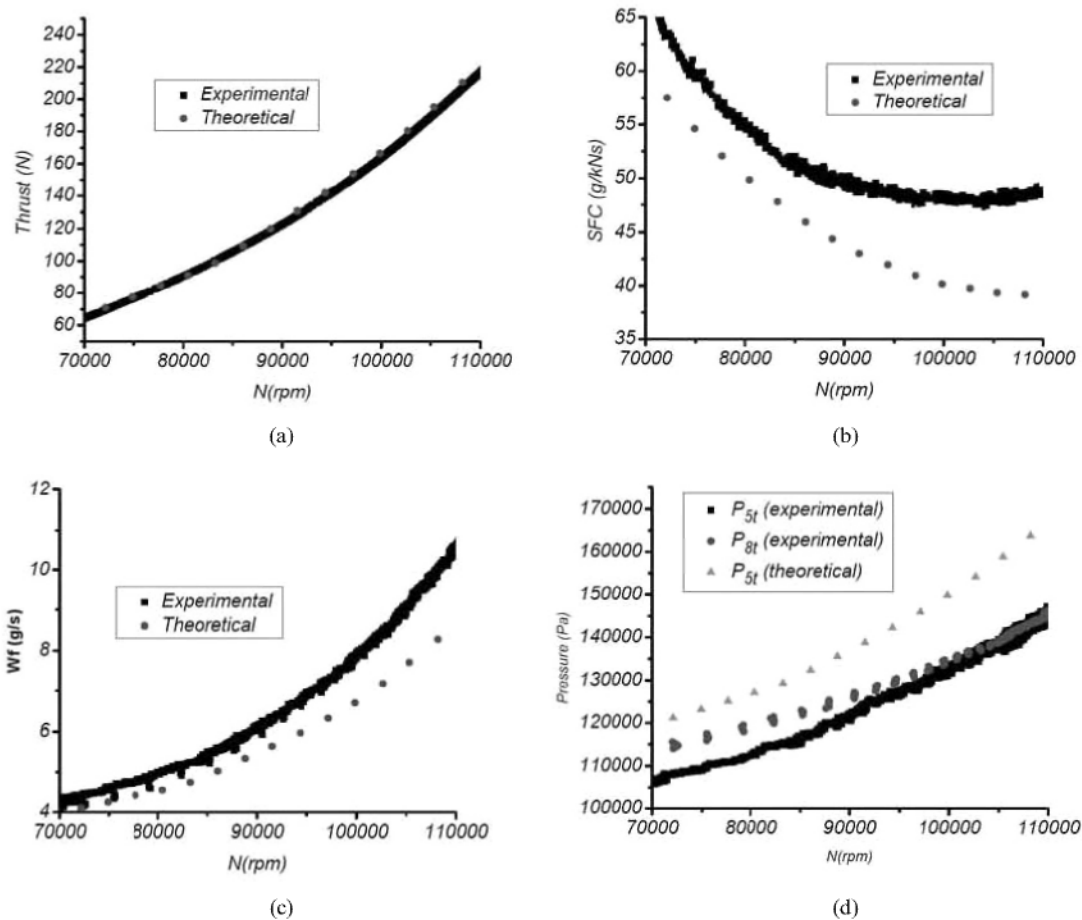 240
220
200
180
160
140
120
100
80
60
Thrust (N)
Experimental
Theoretical
70000 80000 90000 100000 110000
N(rpm)
(a)
65
60
55
50
45
40
35
SFC (g/kNs)
Experimental
Theoretical
70000 80000 90000 100000 110000
N(rpm)
(b)
12
10
8
6
4
Wf (g/s)
Experimental
Theoretical
70000 80000 90000 100000 110000
N(rpm)
(c)
170000
160000
150000
140000
130000
120000
110000
100000
Pressure (Pa)
P5t (experimental)
P8t (experimental)
P5t (theoretical)
70000 80000 90000 100000 110000
N(rpm)
(d)